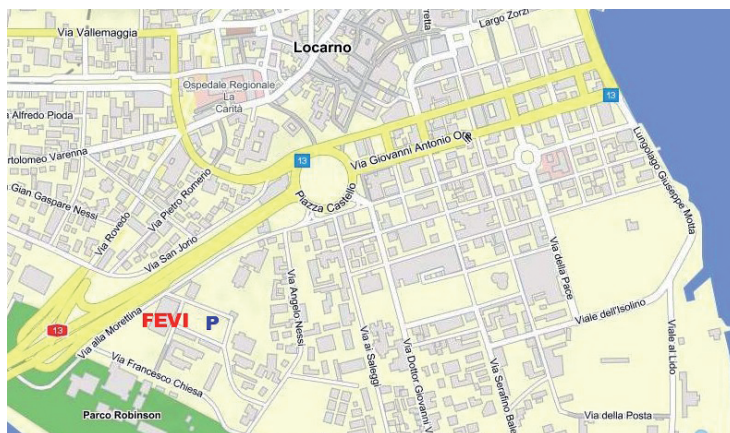 Via Vallemaggia
Locarno
Largo Zorzi
Ospedale Regionale
La
Carità
13
Via Alfredo Pioda
Bartolomeo Varenna
13
Via Giovanni Antonio Ore
Lungolago Giuseppe Motta
Gian Gaspare Nessi
Via Pietro Romerio
Piazza Castello
Via Rovedo
Via San Jorio
Via della Pace
Via Angelo Nessi
FEVI
P
13
Via alla Morettina
Viale dell'Isolino
Viale al Lido
Via ai Saleggi
Via Francesco Chiesa
Via Dottor Giovanni V
Via Serafino Bale
Parco Robinson
Via della Posta